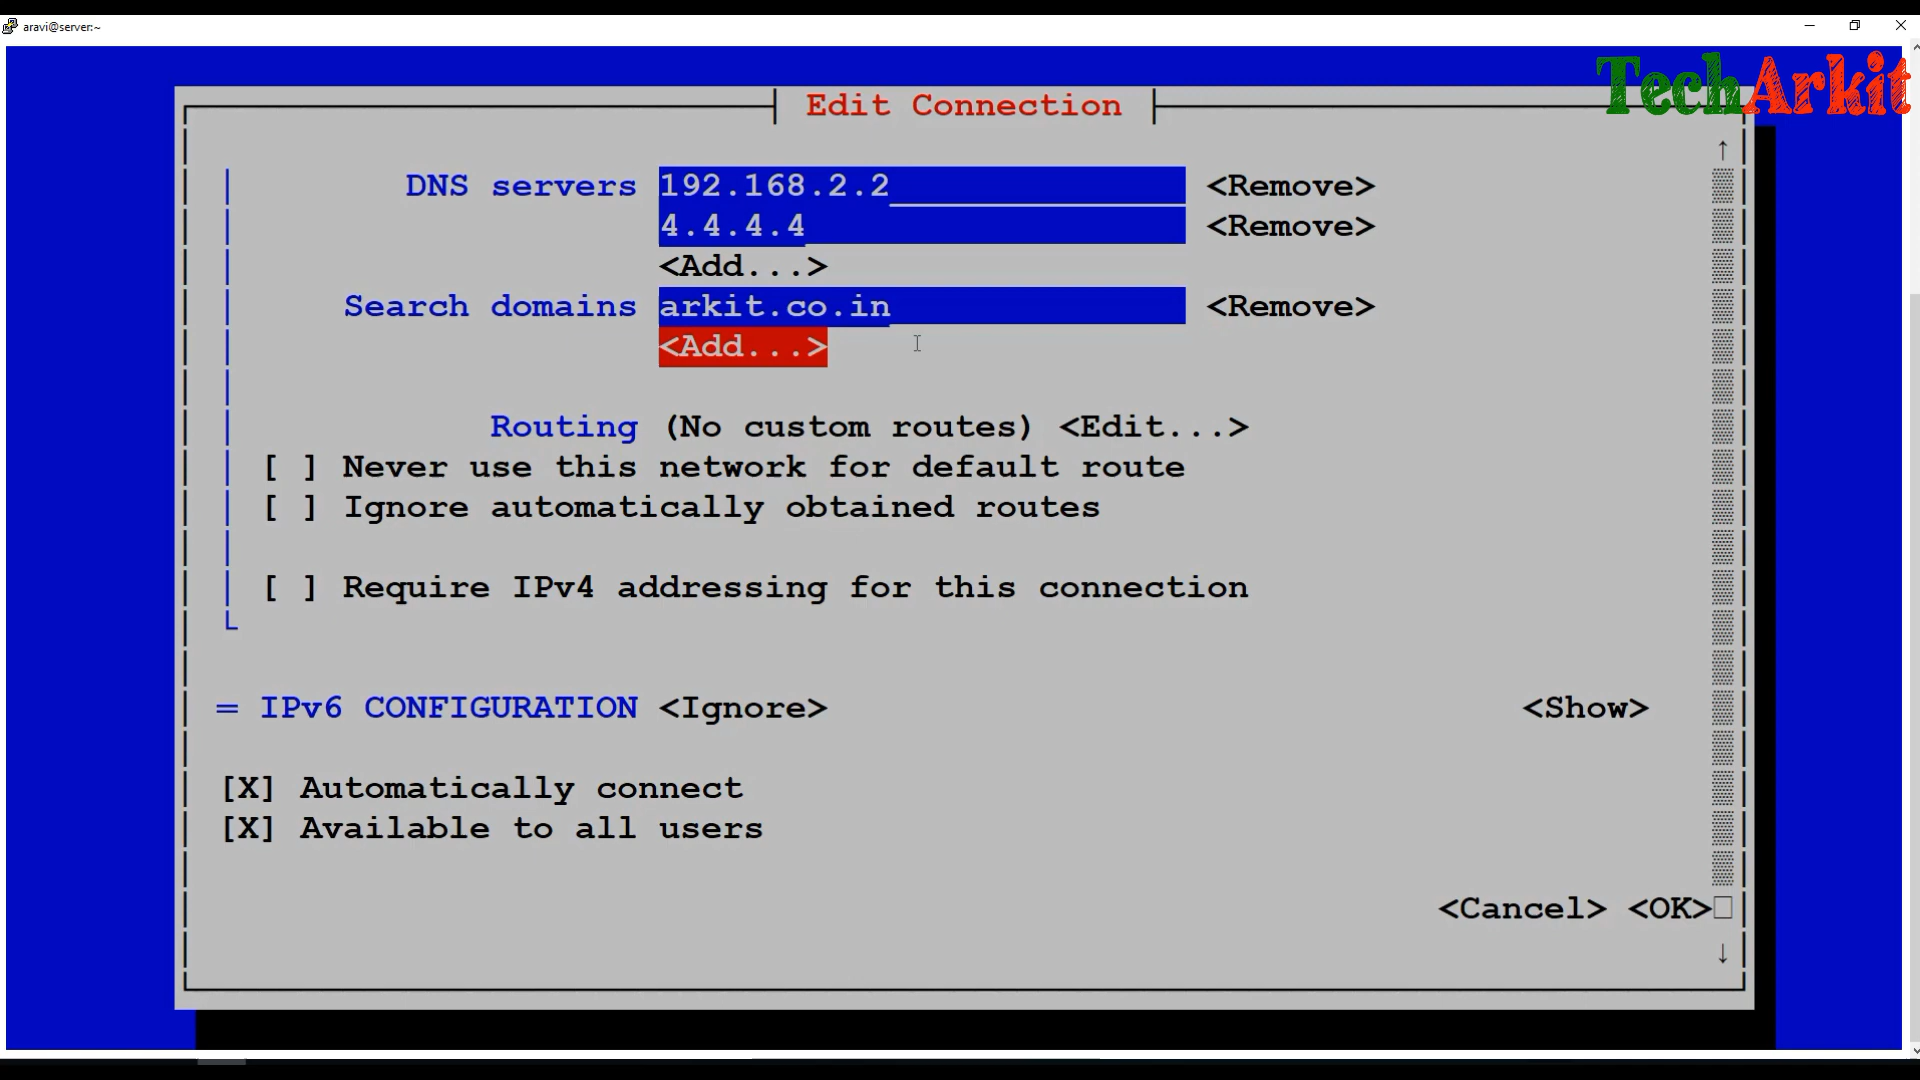 aravi@server:~
TechArkit
Edit Connection
DNS servers 192.168.2.2 <Remove>
4.4.4.4 <Remove>
<Add...>
Search domains arkit.co.in <Remove>
<Add...>
Routing (No custom routes) <Edit...>
[ ] Never use this network for default route
[ ] Ignore automatically obtained routes
[ ] Require IPv4 addressing for this connection
= IPv6 CONFIGURATION <Ignore> <Show>
[X] Automatically connect
[X] Available to all users
<Cancel> <OK>